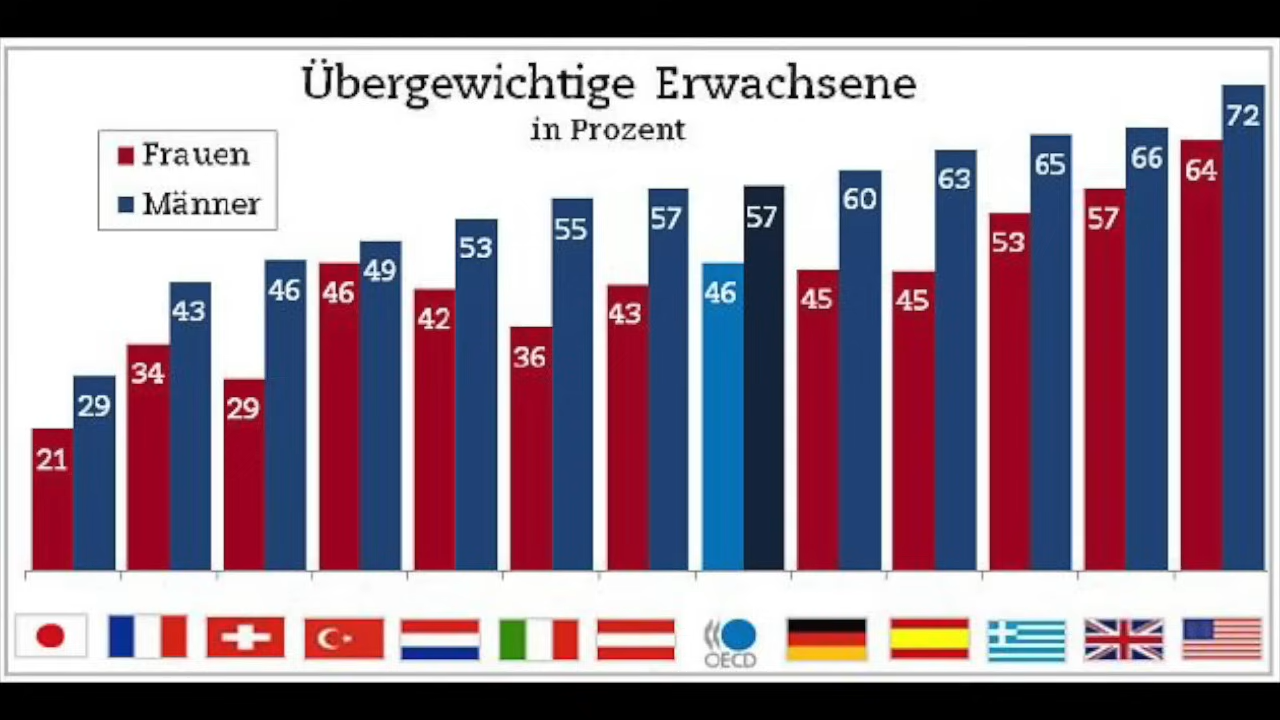 Übergewichtige Erwachsene
in Prozent
Frauen
Männer
21 29 34 43 29 46 46 49 42 53 36 55 43 57 46 57 45 60 45 63 53 65 57 66 64 72
OECD